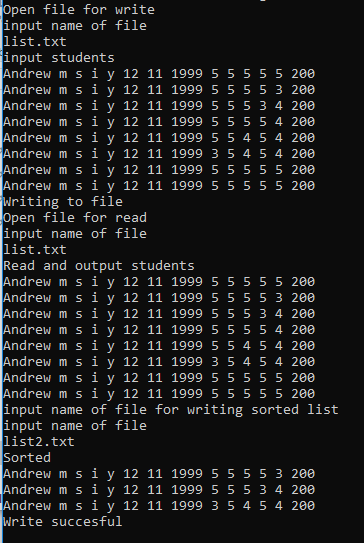 Open file for write
input name of file
list.txt
input students
Andrew m s i y 12 11 1999 5 5 5 5 5 200
Andrew m s i y 12 11 1999 5 5 5 5 3 200
Andrew m s i y 12 11 1999 5 5 5 3 4 200
Andrew m s i y 12 11 1999 5 5 5 5 4 200
Andrew m s i y 12 11 1999 5 5 4 5 4 200
Andrew m s i y 12 11 1999 3 5 4 5 4 200
Andrew m s i y 12 11 1999 5 5 5 5 5 200
Andrew m s i y 12 11 1999 5 5 5 5 5 200
Writing to file
Open file for read
input name of file
list.txt
Read and output students
Andrew m s i y 12 11 1999 5 5 5 5 5 200
Andrew m s i y 12 11 1999 5 5 5 5 3 200
Andrew m s i y 12 11 1999 5 5 5 3 4 200
Andrew m s i y 12 11 1999 5 5 5 5 4 200
Andrew m s i y 12 11 1999 5 5 4 5 4 200
Andrew m s i y 12 11 1999 3 5 4 5 4 200
Andrew m s i y 12 11 1999 5 5 5 5 5 200
Andrew m s i y 12 11 1999 5 5 5 5 5 200
input name of file for writing sorted list
input name of file
list2.txt
Sorted
Andrew m s i y 12 11 1999 5 5 5 5 3 200
Andrew m s i y 12 11 1999 5 5 5 3 4 200
Andrew m s i y 12 11 1999 3 5 4 5 4 200
Write succesful